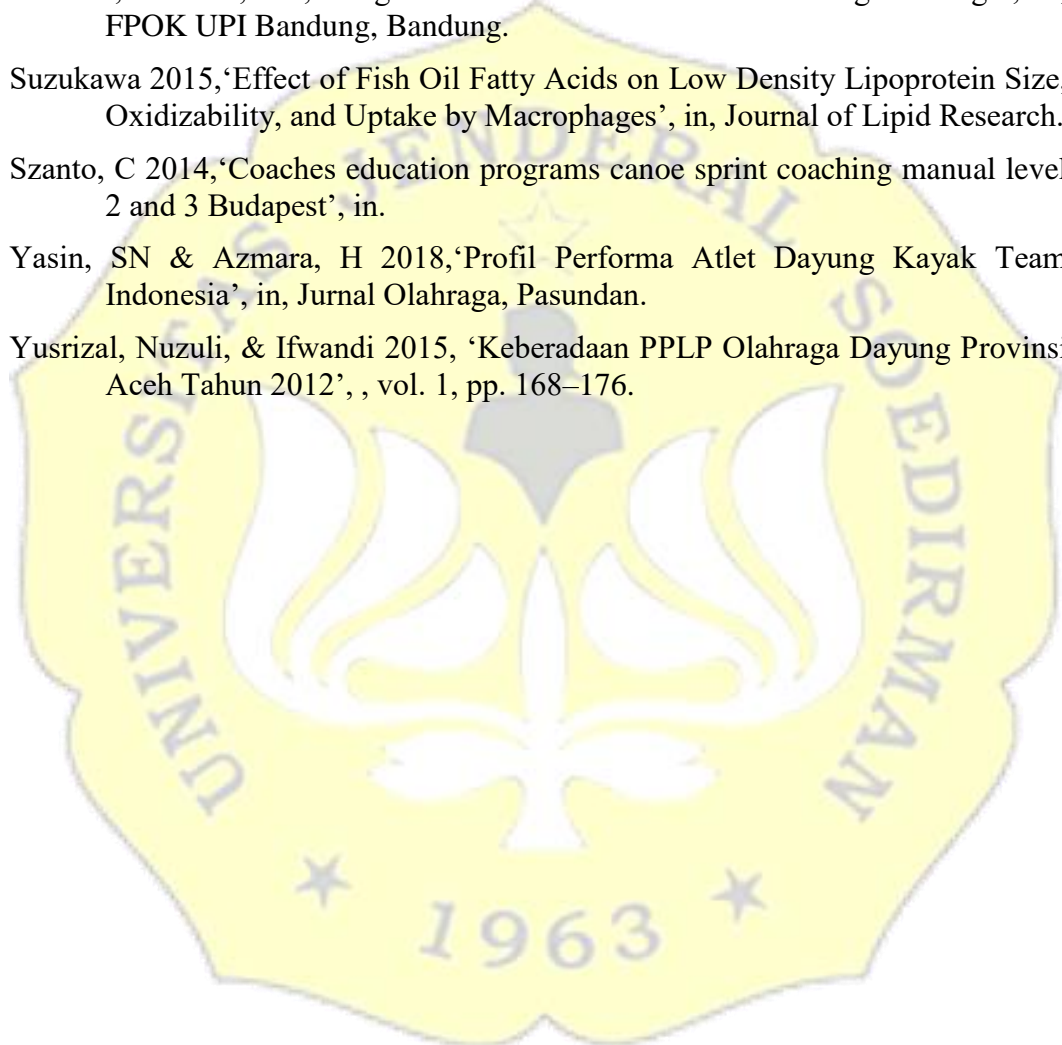 FPOK UPI Bandung, Bandung.
Suzukawa 2015,‘Effect of Fish Oil Fatty Acids on Low Density Lipoprotein Size,
Oxidizability, and Uptake by Macrophages’, in, Journal of Lipid Research.
Szanto, C 2014,‘Coaches education programs canoe sprint coaching manual level
2 and 3 Budapest’, in.
Yasin, SN & Azmara, H 2018,‘Profil Performa Atlet Dayung Kayak Team
Indonesia’, in, Jurnal Olahraga, Pasundan.
Yusrizal, Nuzuli, & Ifwandi 2015, ‘Keberadaan PPLP Olahraga Dayung Provinsi
Aceh Tahun 2012’, , vol. 1, pp. 168–176.
UNIVERSITAS JENDERAL SOEDIRMAN
1963